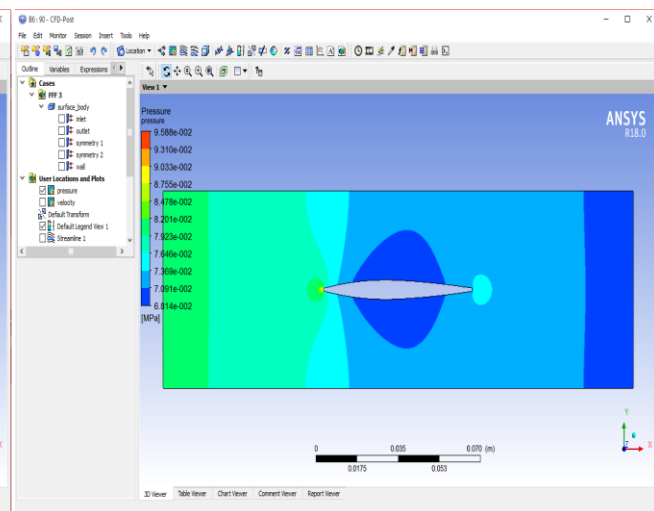 B6 : 90 - CFD-Post
File Edit Monitor Session Insert Tools Help
Location
Outline Variables Expressions
View 1
Cases
FFF 3
surface_body
inlet
outlet
symmetry 1
symmetry 2
wall
User Locations and Plots
pressure
velocity
Default Transform
Default Legend View 1
Streamline 1
Pressure
pressure
9.588e-002
9.310e-002
9.033e-002
8.755e-002
8.478e-002
8.201e-002
7.923e-002
7.646e-002
7.369e-002
7.091e-002
6.814e-002
[MPa]
ANSYS
R18.0
Y
Z
X
0 0.035 0.070 (m)
0.0175 0.053
3D Viewer Table Viewer Chart Viewer Comment Viewer Report Viewer